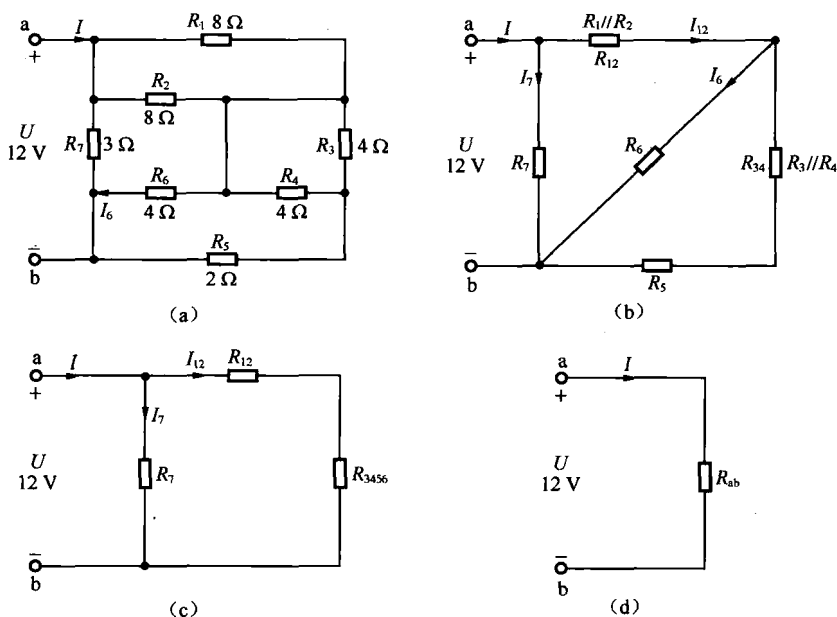 a
I
+
R₁ 8 Ω
R₂
8 Ω
U
12 V
R₇ 3 Ω
R₃ 4 Ω
R₆
4 Ω
R₄
4 Ω
I₆
R₅
2 Ω
−
b
(a)
a
I
+
R₁//R₂
R₁₂
I₁₂
I₇
I₆
U
12 V
R₇
R₆
R₃₄
R₃//R₄
−
b
R₅
(b)
a
I
+
I₁₂
R₁₂
I₇
U
12 V
R₇
R₃₄₅₆
−
b
(c)
a
I
+
U
12 V
Rab
−
b
(d)